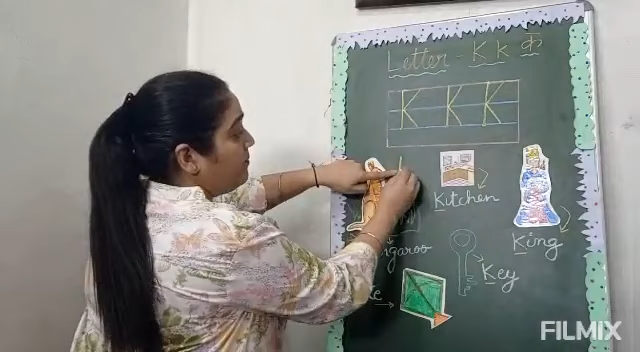 Letter - K k क
K K K
Kitchen
King
ngaroo
Key
FILMIX